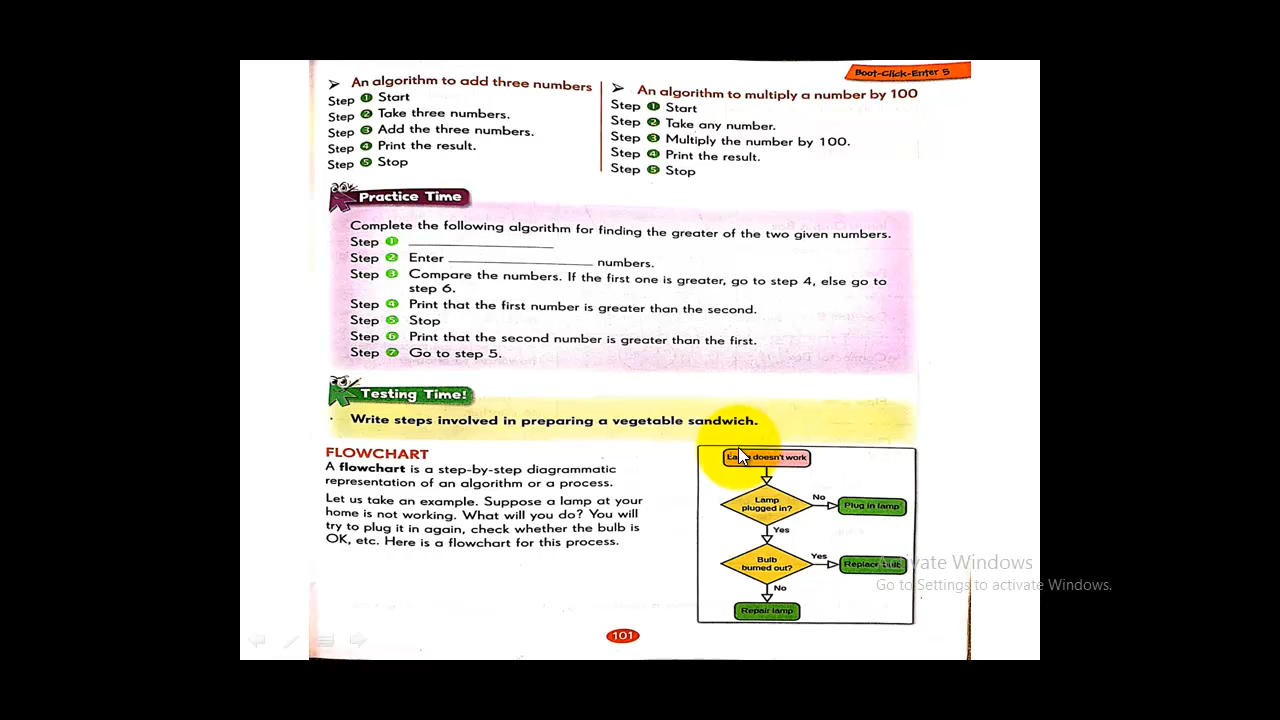 Boot-Click-Enter 5
➢ An algorithm to add three numbers
Step 1 Start
Step 2 Take three numbers.
Step 3 Add the three numbers.
Step 4 Print the result.
Step 5 Stop
➢ An algorithm to multiply a number by 100
Step 1 Start
Step 2 Take any number.
Step 3 Multiply the number by 100.
Step 4 Print the result.
Step 5 Stop
Practice Time
Complete the following algorithm for finding the greater of the two given numbers.
Step 1 ____________________
Step 2 Enter ____________________ numbers.
Step 3 Compare the numbers. If the first one is greater, go to step 4, else go to
step 6.
Step 4 Print that the first number is greater than the second.
Step 5 Stop
Step 6 Print that the second number is greater than the first.
Step 7 Go to step 5.
Testing Time!
Write steps involved in preparing a vegetable sandwich.
FLOWCHART
A flowchart is a step-by-step diagrammatic
representation of an algorithm or a process.
Let us take an example. Suppose a lamp at your
home is not working. What will you do? You will
try to plug it in again, check whether the bulb is
OK, etc. Here is a flowchart for this process.
doesn't work
Lamp
plugged in?
No
Plug in lamp
Yes
Bulb
burned out?
Yes
Replace bulb
No
Repair lamp
101
Activate Windows
Go to Settings to activate Windows.